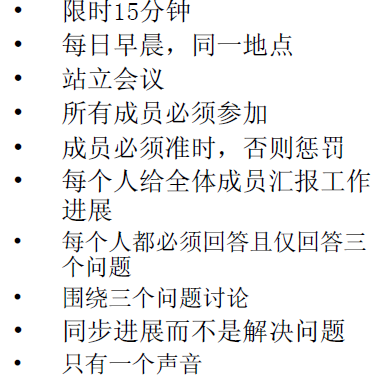 • 限时15分钟
• 每日早晨，同一地点
• 站立会议
• 所有成员必须参加
• 成员必须准时，否则惩罚
• 每个人给全体成员汇报工作
进展
• 每个人都必须回答且仅回答三
个问题
• 围绕三个问题讨论
• 同步进展而不是解决问题
• 只有一个声音